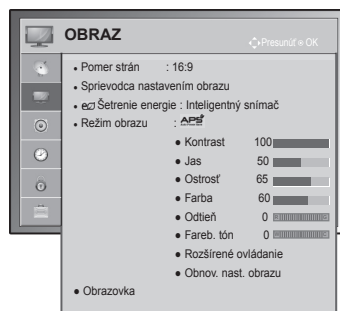 OBRAZ
Presunúť OK
• Pomer strán : 16:9
• Sprievodca nastavením obrazu
• Šetrenie energie : Inteligentný snímač
• Režim obrazu : APS
• Kontrast 100
• Jas 50
• Ostrosť 65
• Farba 60
• Odtieň 0
• Fareb. tón 0
• Rozšírené ovládanie
• Obnov. nast. obrazu
• Obrazovka